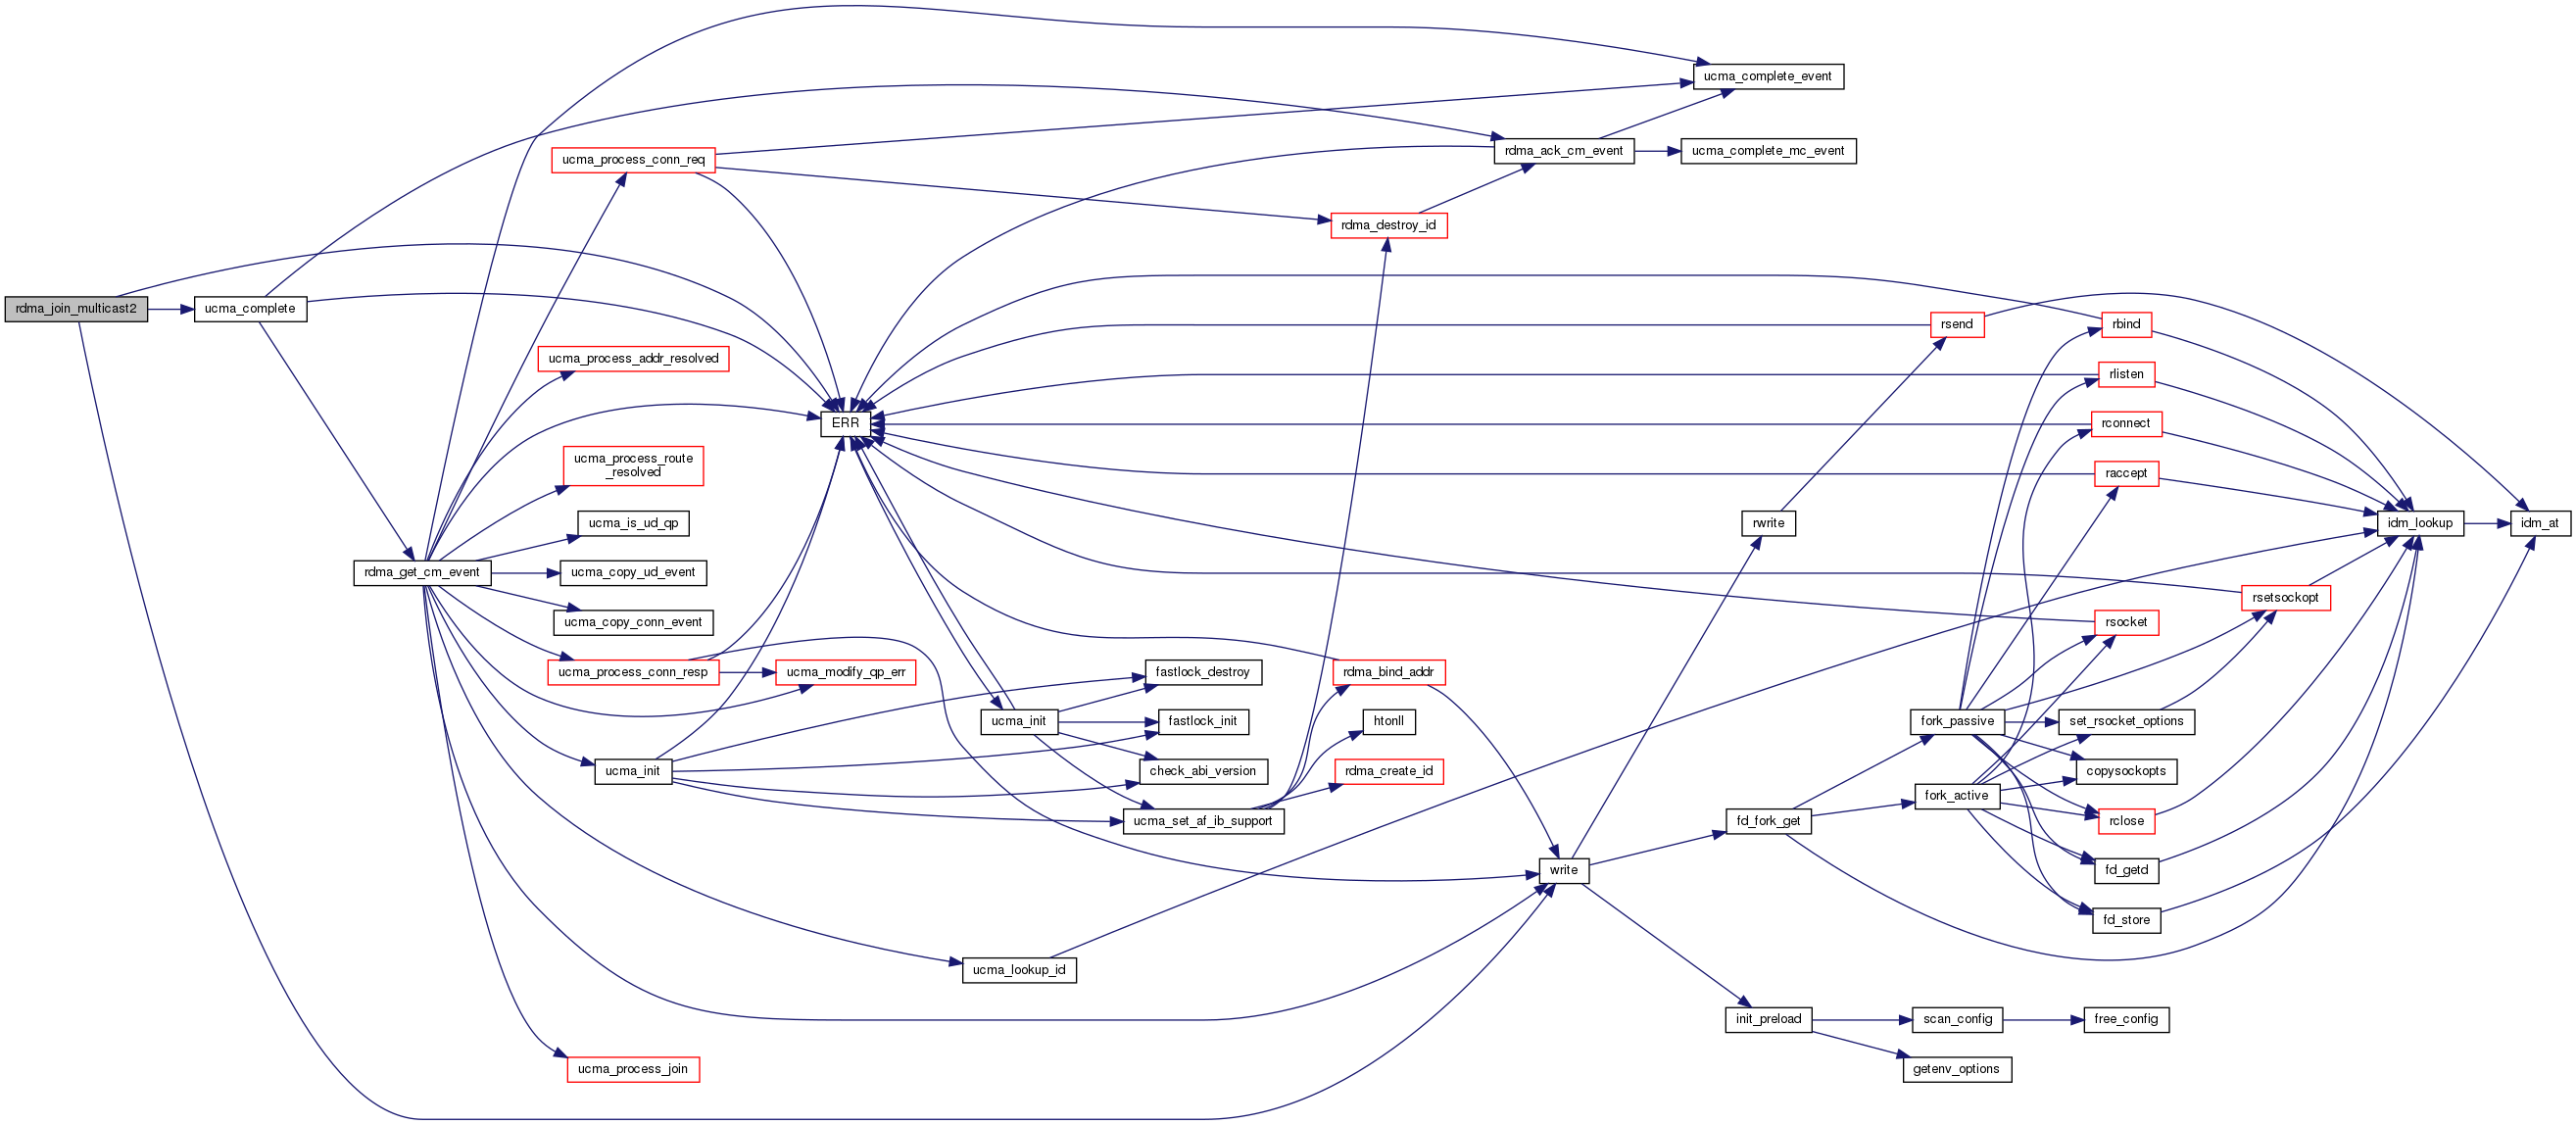 rdma_join_multicast2
ucma_complete
rdma_get_cm_event
ucma_process_conn_req
ucma_process_addr_resolved
ucma_process_route
_resolved
ucma_is_ud_qp
ucma_copy_ud_event
ucma_copy_conn_event
ucma_process_conn_resp
ucma_init
ucma_process_join
ERR
ucma_modify_qp_err
ucma_init
ucma_lookup_id
fastlock_destroy
fastlock_init
check_abi_version
ucma_set_af_ib_support
rdma_destroy_id
rdma_bind_addr
htonll
rdma_create_id
ucma_complete_event
rdma_ack_cm_event
ucma_complete_mc_event
write
rwrite
fd_fork_get
init_preload
rsend
fork_passive
fork_active
scan_config
getenv_options
rbind
rlisten
rconnect
raccept
rsocket
set_rsocket_options
copysockopts
rclose
fd_getd
fd_store
free_config
rsetsockopt
idm_lookup
idm_at